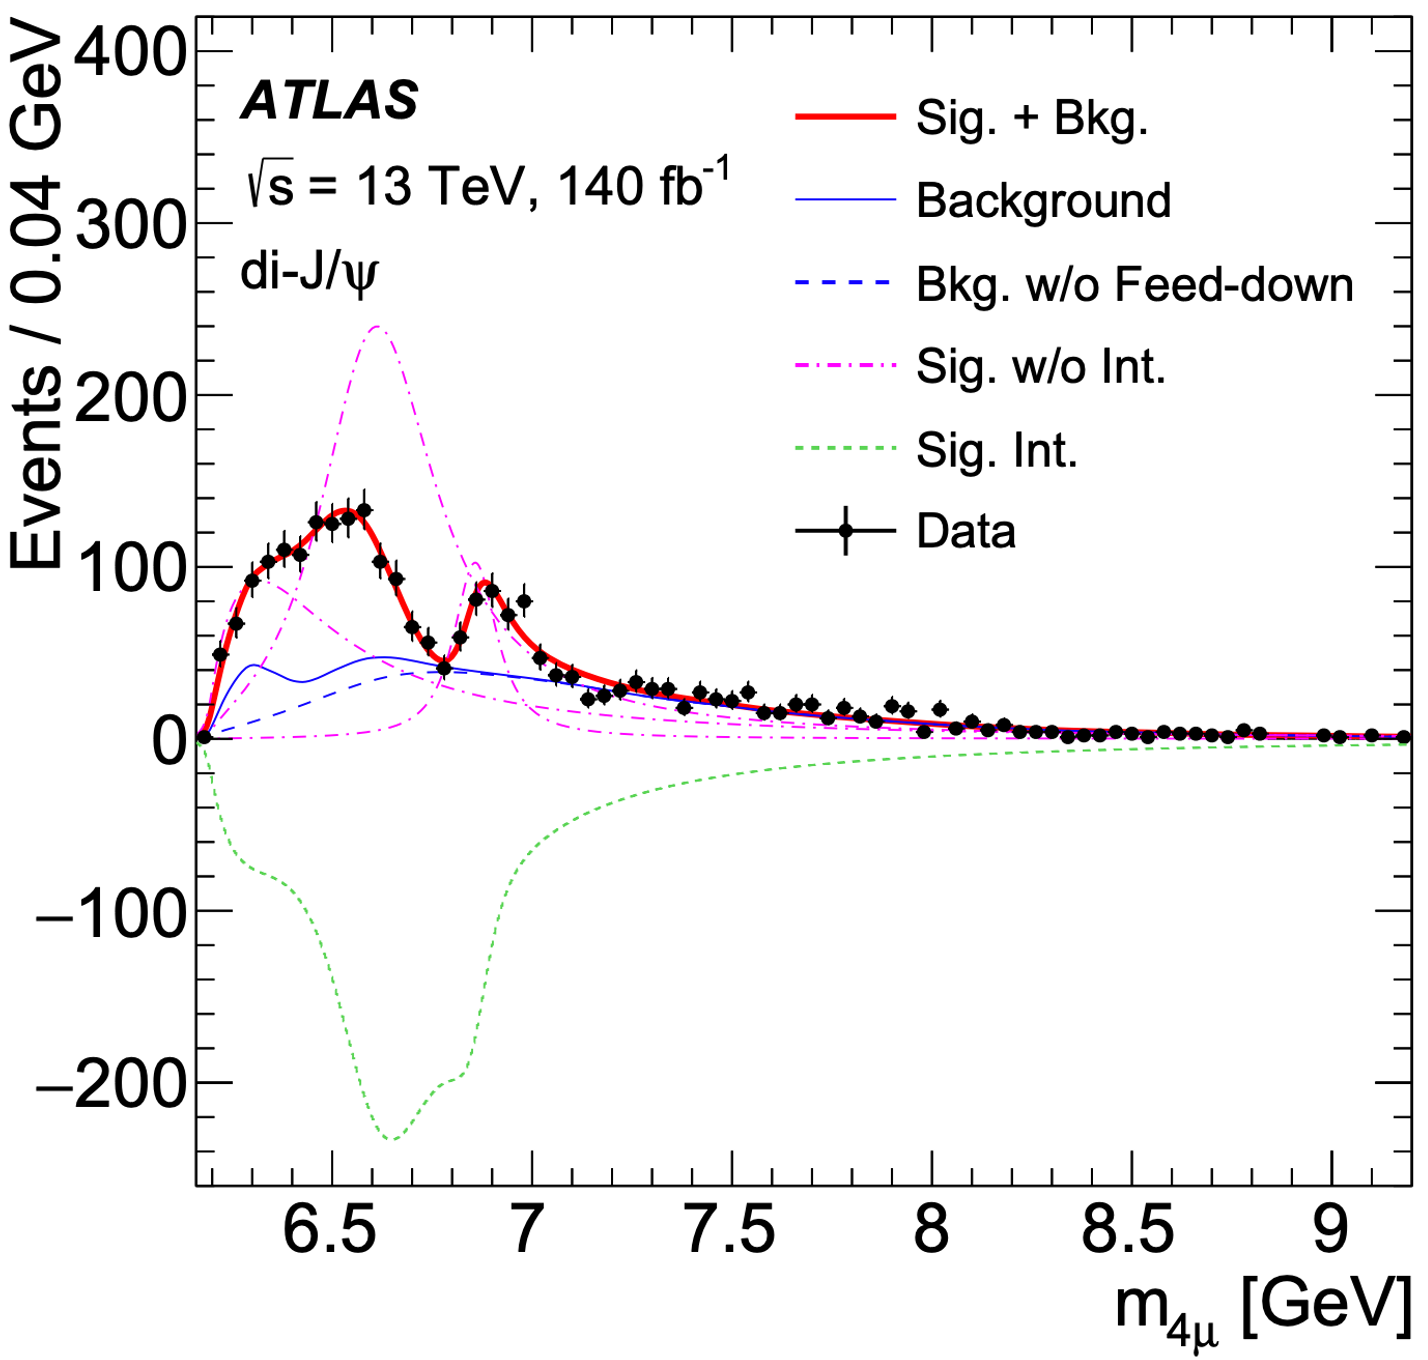 Events / 0.04 GeV
400
300
200
100
0
−100
−200
ATLAS
√s = 13 TeV, 140 fb⁻¹
di-J/ψ
Sig. + Bkg.
Background
Bkg. w/o Feed-down
Sig. w/o Int.
Sig. Int.
Data
6.5 7 7.5 8 8.5 9
m₄μ [GeV]